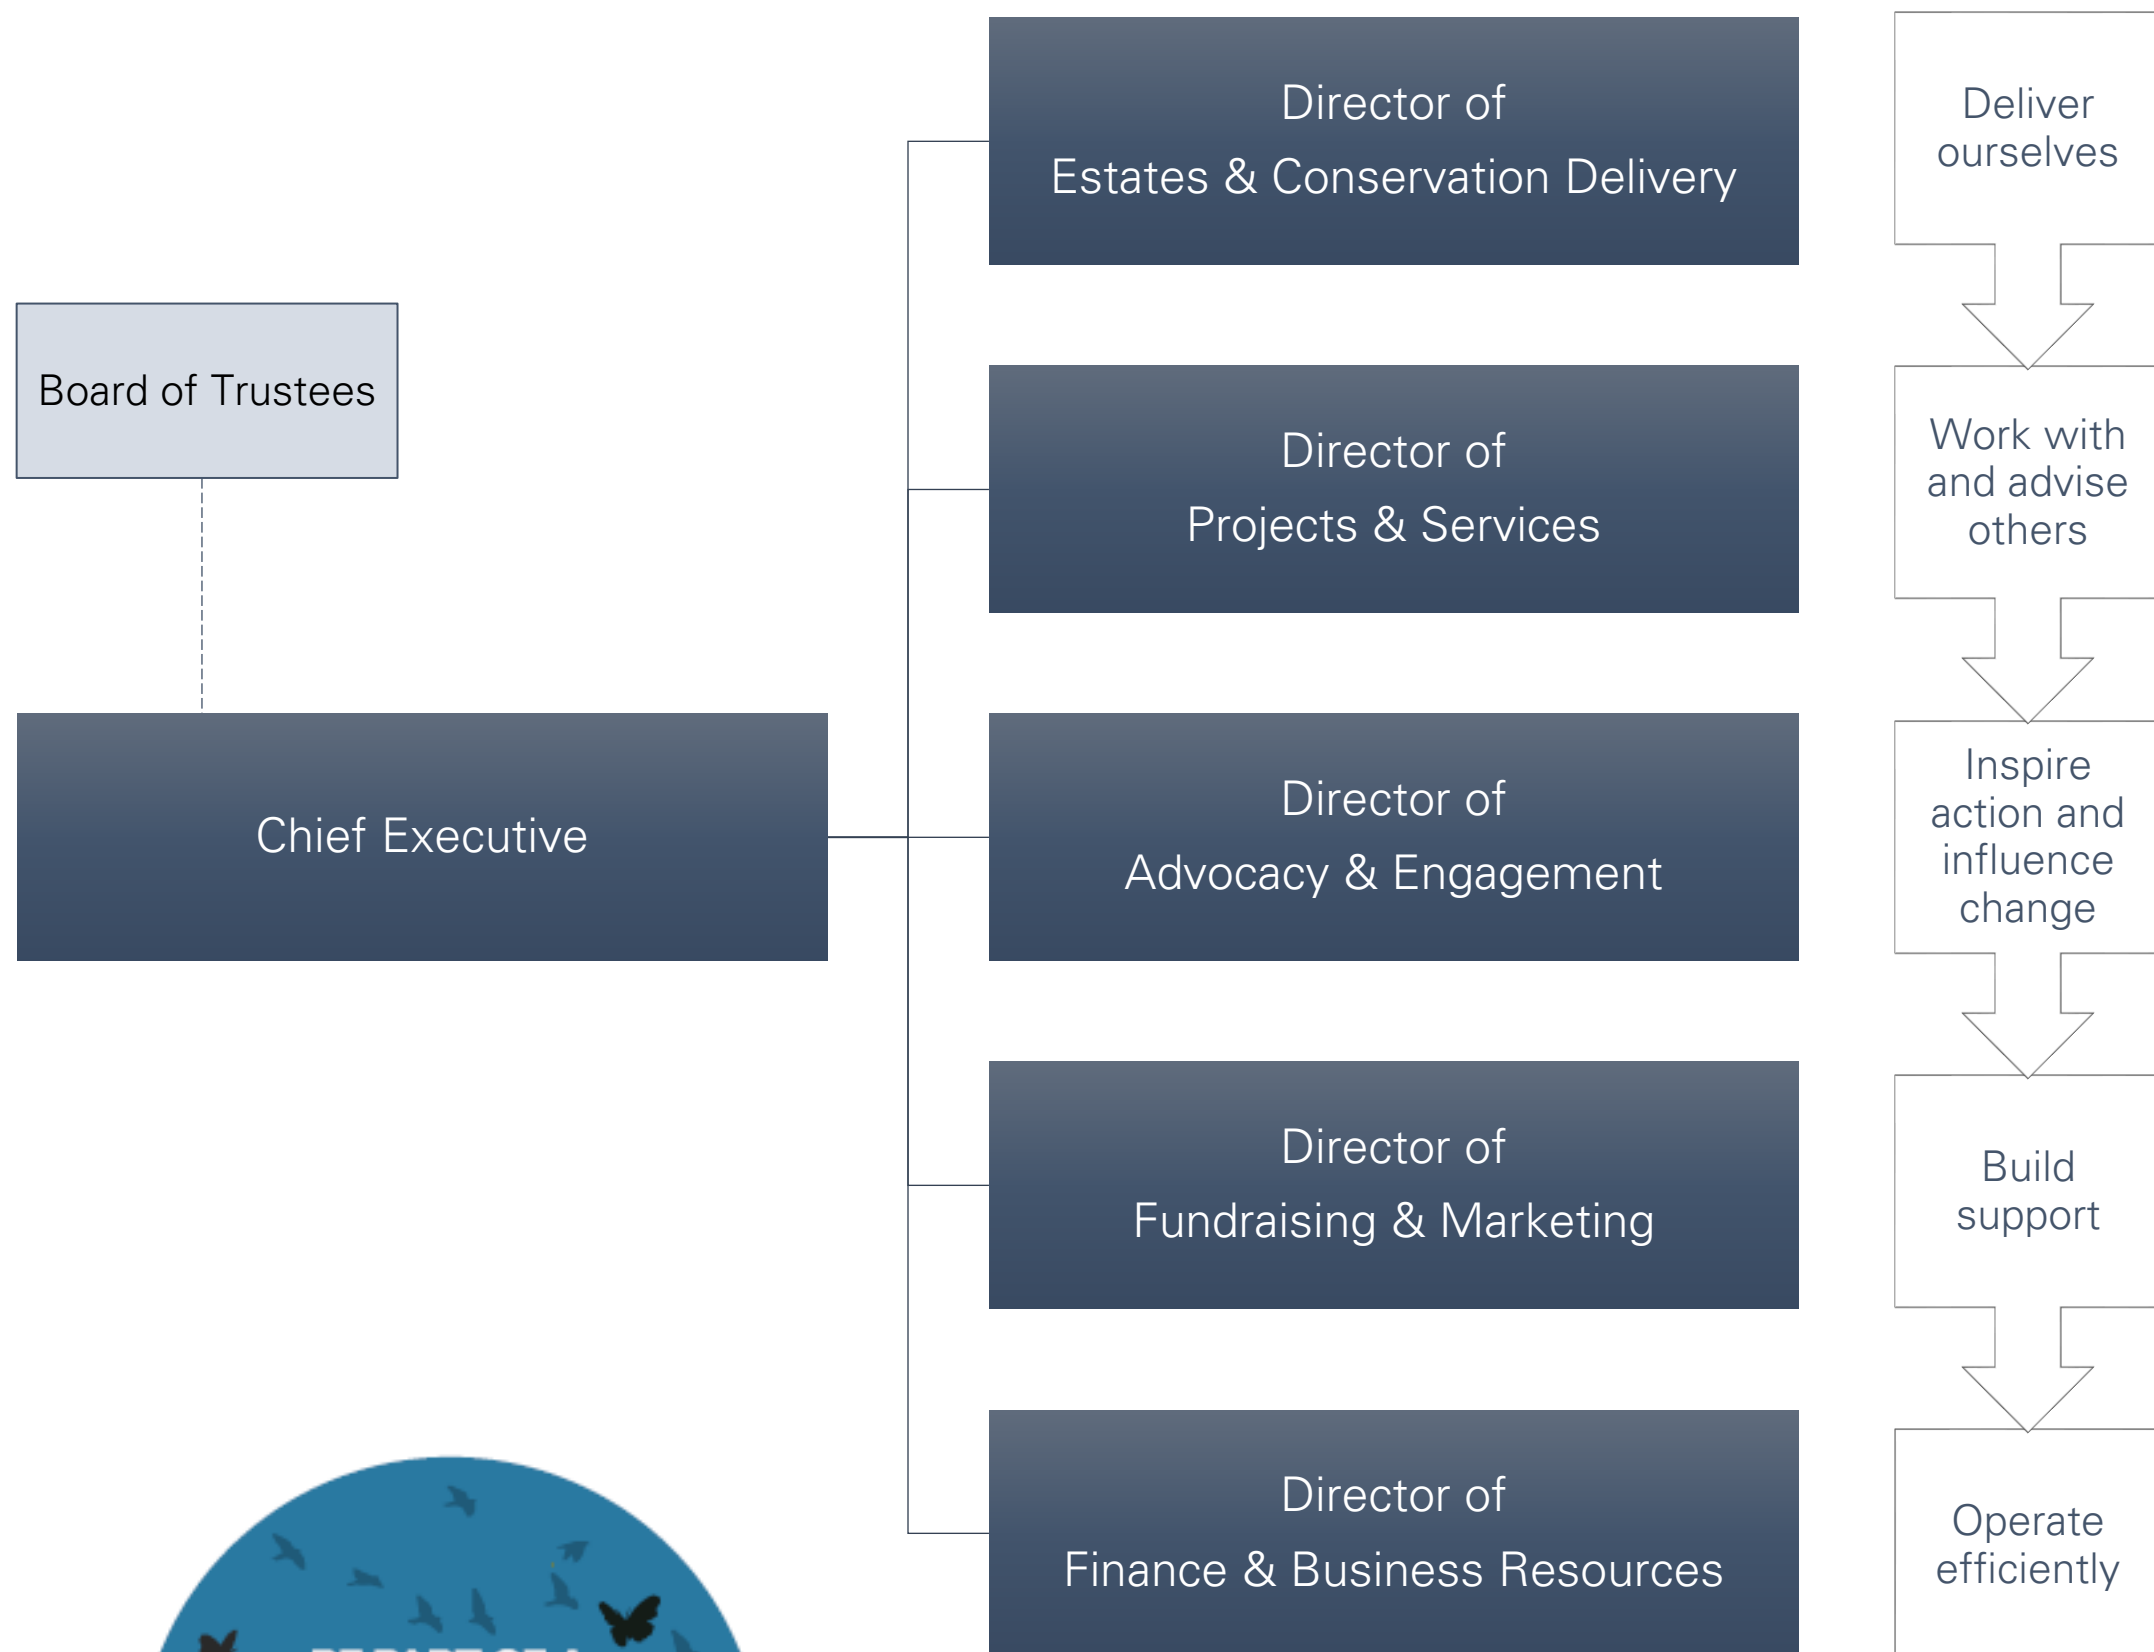 Director of
Estates & Conservation Delivery
Deliver
ourselves
Board of Trustees
Director of
Projects & Services
Work with
and advise
others
Chief Executive
Director of
Advocacy & Engagement
Inspire
action and
influence
change
Director of
Fundraising & Marketing
Build
support
Director of
Finance & Business Resources
Operate
efficiently